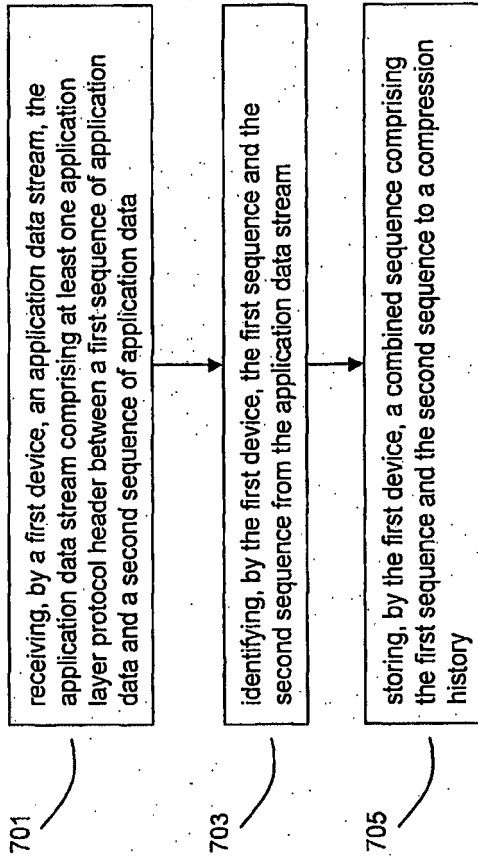 701
receiving, by a first device, an application data stream, the
application data stream comprising at least one application
layer protocol header between a first sequence of application
data and a second sequence of application data
703
identifying, by the first device, the first sequence and the
second sequence from the application data stream
705
storing, by the first device, a combined sequence comprising
the first sequence and the second sequence to a compression
history